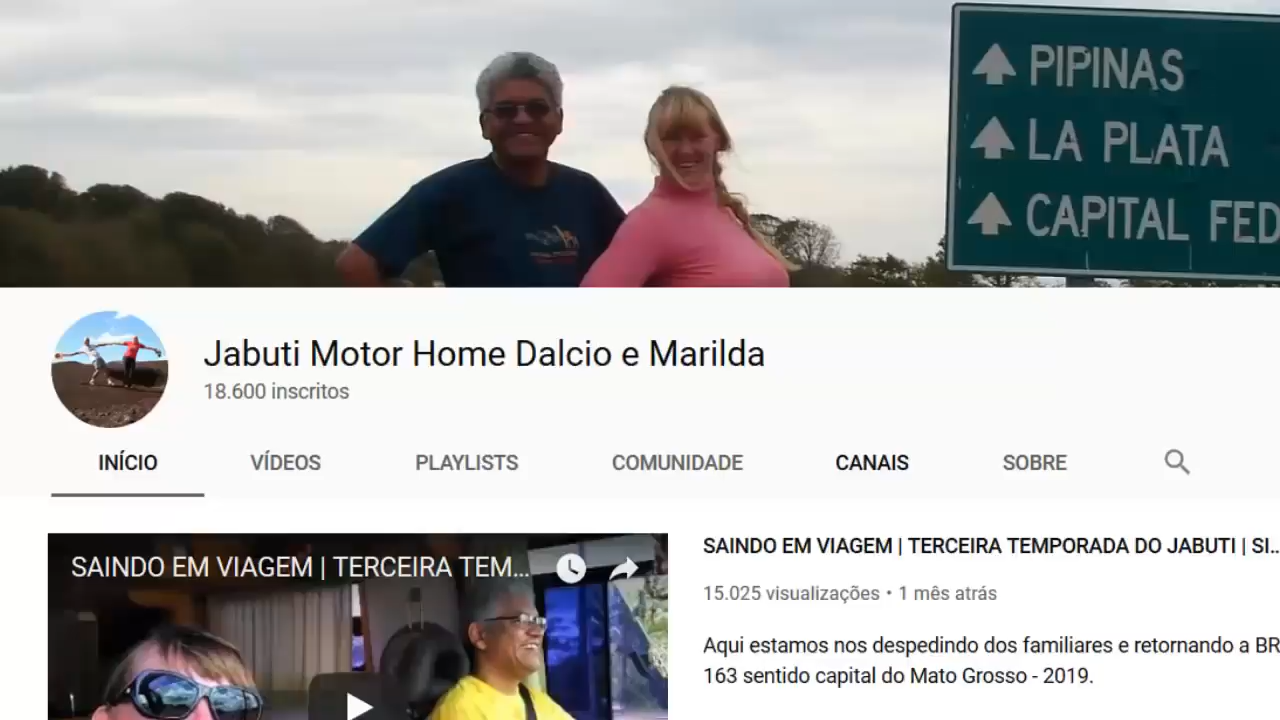 PIPINAS
LA PLATA
CAPITAL FED
Jabuti Motor Home Dalcio e Marilda
18.600 inscritos
INÍCIO VÍDEOS PLAYLISTS COMUNIDADE CANAIS SOBRE
SAINDO EM VIAGEM | TERCEIRA TEM...
SAINDO EM VIAGEM | TERCEIRA TEMPORADA DO JABUTI | SI...
15.025 visualizações • 1 mês atrás
Aqui estamos nos despedindo dos familiares e retornando a BR
163 sentido capital do Mato Grosso - 2019.